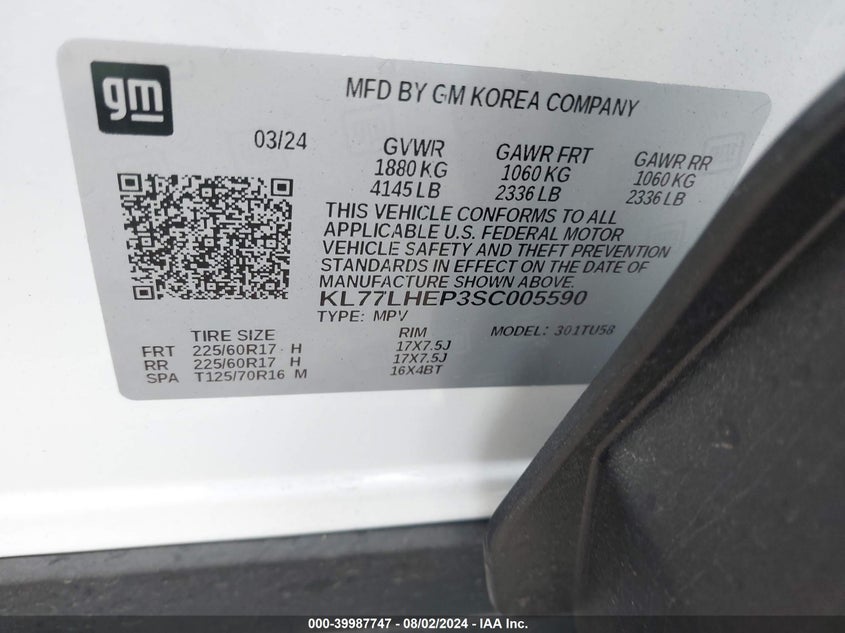 gm
MFD BY GM KOREA COMPANY
03/24
GVWR
1880 KG
4145 LB
GAWR FRT
1060 KG
2336 LB
GAWR RR
1060 KG
2336 LB
THIS VEHICLE CONFORMS TO ALL
APPLICABLE U.S. FEDERAL MOTOR
VEHICLE SAFETY AND THEFT PREVENTION
STANDARDS IN EFFECT ON THE DATE OF
MANUFACTURE SHOWN ABOVE.
KL77LHEP3SC005590
TYPE: MPV
MODEL: 301TU58
TIRE SIZE
RIM
FRT 225/60R17 H 17X7.5J
RR 225/60R17 H 17X7.5J
SPA T125/70R16 M 16X4BT
000-39987747 - 08/02/2024 - IAA Inc.